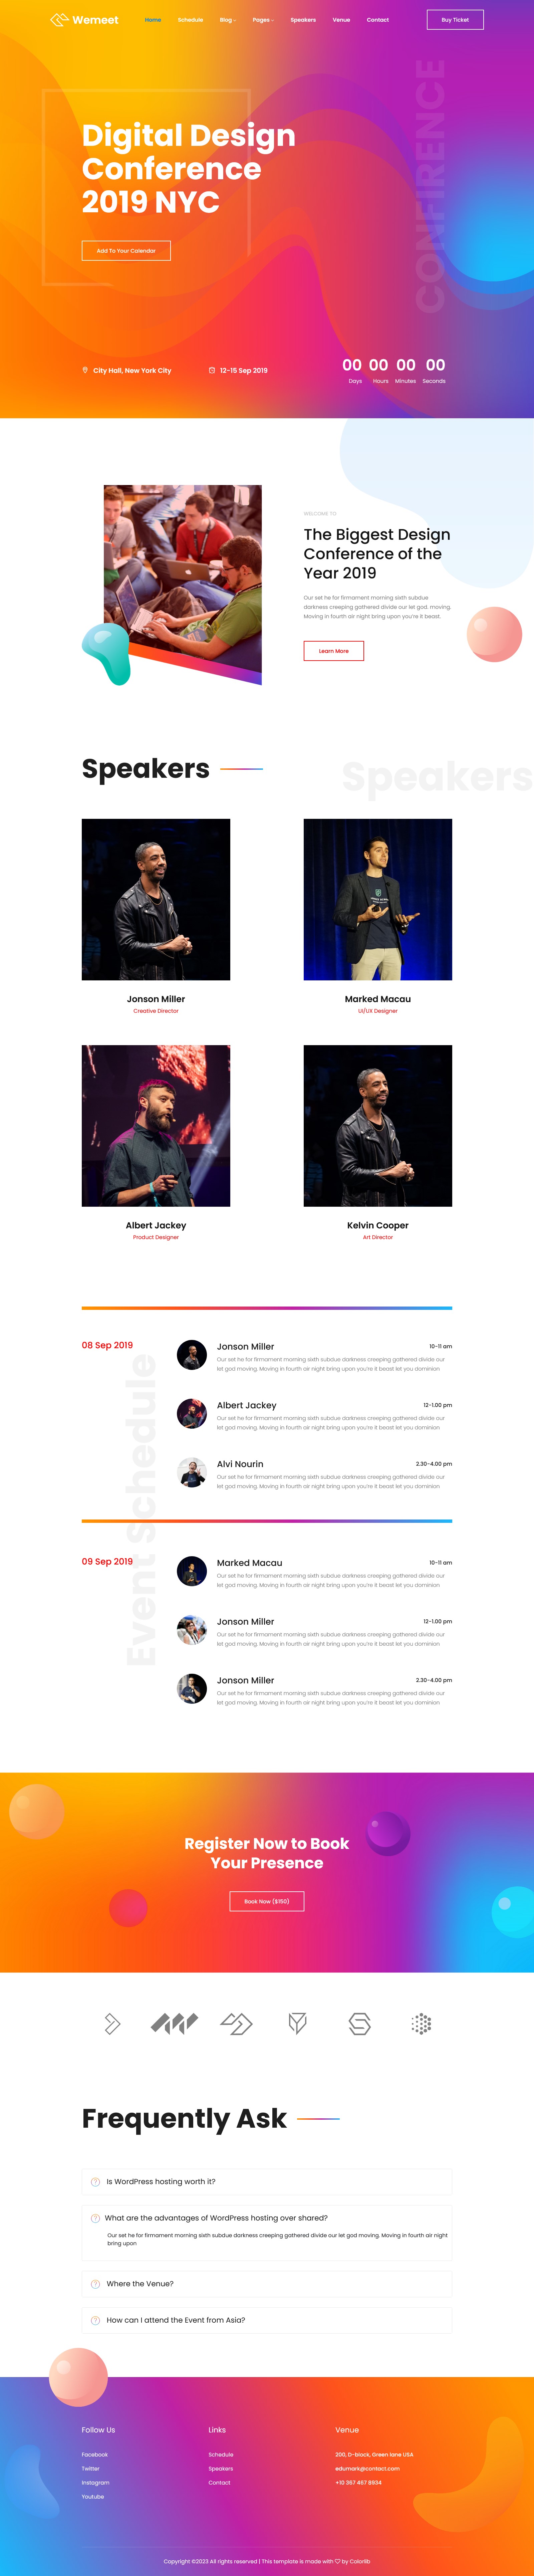 Wemeet
Home Schedule Blog Pages Speakers Venue Contact
Buy Ticket
CONFIRENCE
Digital Design
Conference
2019 NYC
Add To Your Calendar
City Hall, New York City
12-15 Sep 2019
00 00 00 00
Days Hours Minutes Seconds
WELCOME TO
The Biggest Design
Conference of the
Year 2019
Our set he for firmament morning sixth subdue
darkness creeping gathered divide our let god. moving.
Moving in fourth air night bring upon you're it beast.
Learn More
Speakers
Speakers
Jonson Miller
Creative Director
Marked Macau
UI/UX Designer
Albert Jackey
Product Designer
Kelvin Cooper
Art Director
Event Schedule
08 Sep 2019
Jonson Miller
10-11 am
Our set he for firmament morning sixth subdue darkness creeping gathered divide our
let god moving. Moving in fourth air night bring upon you're it beast let you dominion
Albert Jackey
12-1.00 pm
Our set he for firmament morning sixth subdue darkness creeping gathered divide our
let god moving. Moving in fourth air night bring upon you're it beast let you dominion
Alvi Nourin
2.30-4.00 pm
Our set he for firmament morning sixth subdue darkness creeping gathered divide our
let god moving. Moving in fourth air night bring upon you're it beast let you dominion
09 Sep 2019
Marked Macau
10-11 am
Our set he for firmament morning sixth subdue darkness creeping gathered divide our
let god moving. Moving in fourth air night bring upon you're it beast let you dominion
Jonson Miller
12-1.00 pm
Our set he for firmament morning sixth subdue darkness creeping gathered divide our
let god moving. Moving in fourth air night bring upon you're it beast let you dominion
Jonson Miller
2.30-4.00 pm
Our set he for firmament morning sixth subdue darkness creeping gathered divide our
let god moving. Moving in fourth air night bring upon you're it beast let you dominion
Register Now to Book
Your Presence
Book Now ($150)
Frequently Ask
Is WordPress hosting worth it?
What are the advantages of WordPress hosting over shared?
Our set he for firmament morning sixth subdue darkness creeping gathered divide our let god moving. Moving in fourth air night
bring upon
Where the Venue?
How can I attend the Event from Asia?
Follow Us
Facebook
Twitter
Instagram
Youtube
Links
Schedule
Speakers
Contact
Venue
200, D-block, Green lane USA
edumark@contact.com
+10 367 467 8934
Copyright ©2023 All rights reserved | This template is made with ♡ by Colorlib